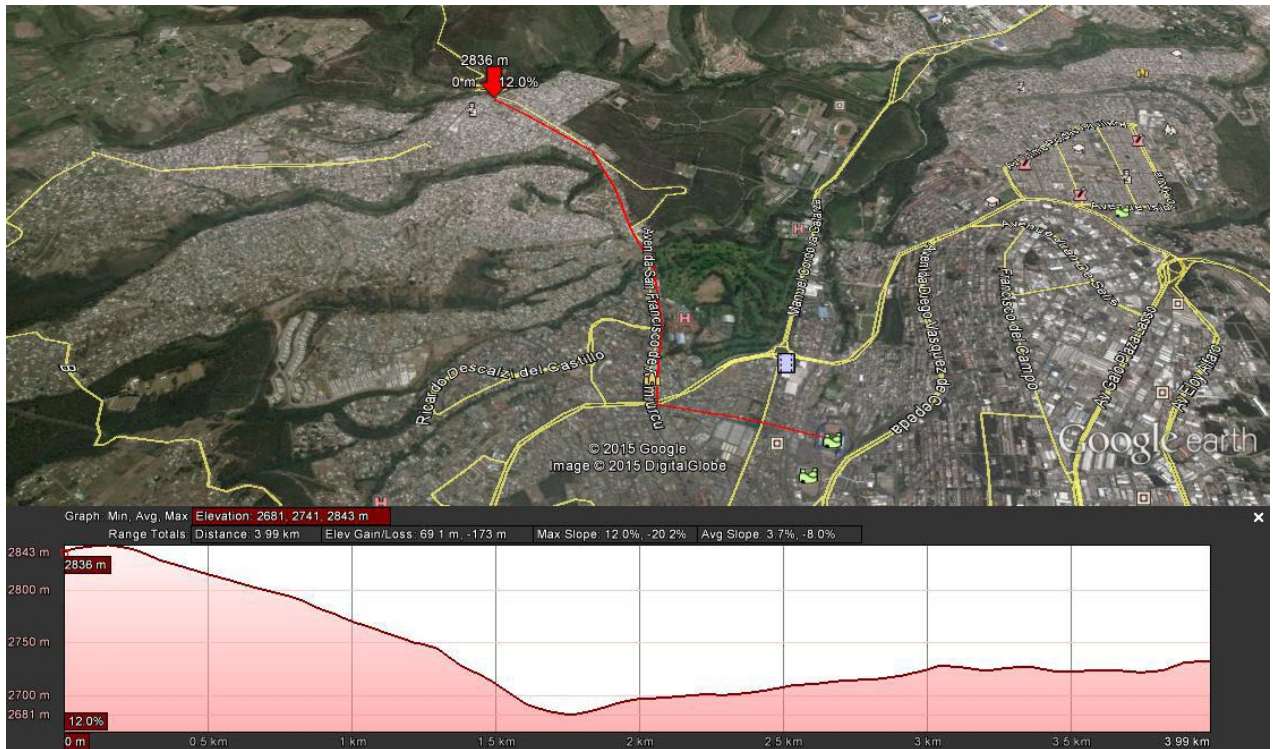 2836 m
0 m 12.0%
Manuel Cordova Galarza
Avenida San Francisco de
Avenida Diego Vasquez de Cepeda
Francisco del Campo
Av Galo Plaza Lasso
Av Eloy Alfaro
Ricardo Descalzi del Castillo
© 2015 Google
Image © 2015 DigitalGlobe
Google earth
Graph: Min, Avg, Max Elevation: 2681, 2741, 2843 m
Range Totals: Distance: 3.99 km Elev Gain/Loss: 69.1 m, -173 m Max Slope: 12.0%, -20.2% Avg Slope: 3.7%, -8.0%
2843 m
2836 m
2800 m
2750 m
2700 m
2681 m
12.0%
0 m 0.5 km 1 km 1.5 km 2 km 2.5 km 3 km 3.5 km 3.99 km